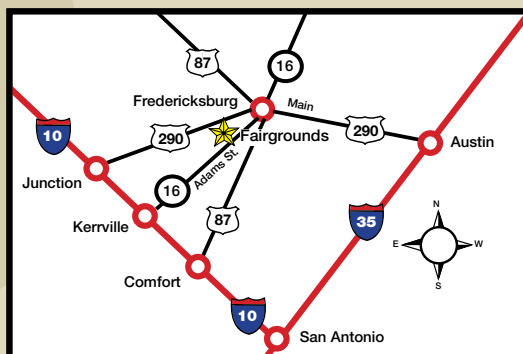 87
16
10
Fredericksburg
Main
290
Fairgrounds
290
Austin
Junction
16
Adams St.
Kerrville
87
35
N
E
W
S
Comfort
10
San Antonio